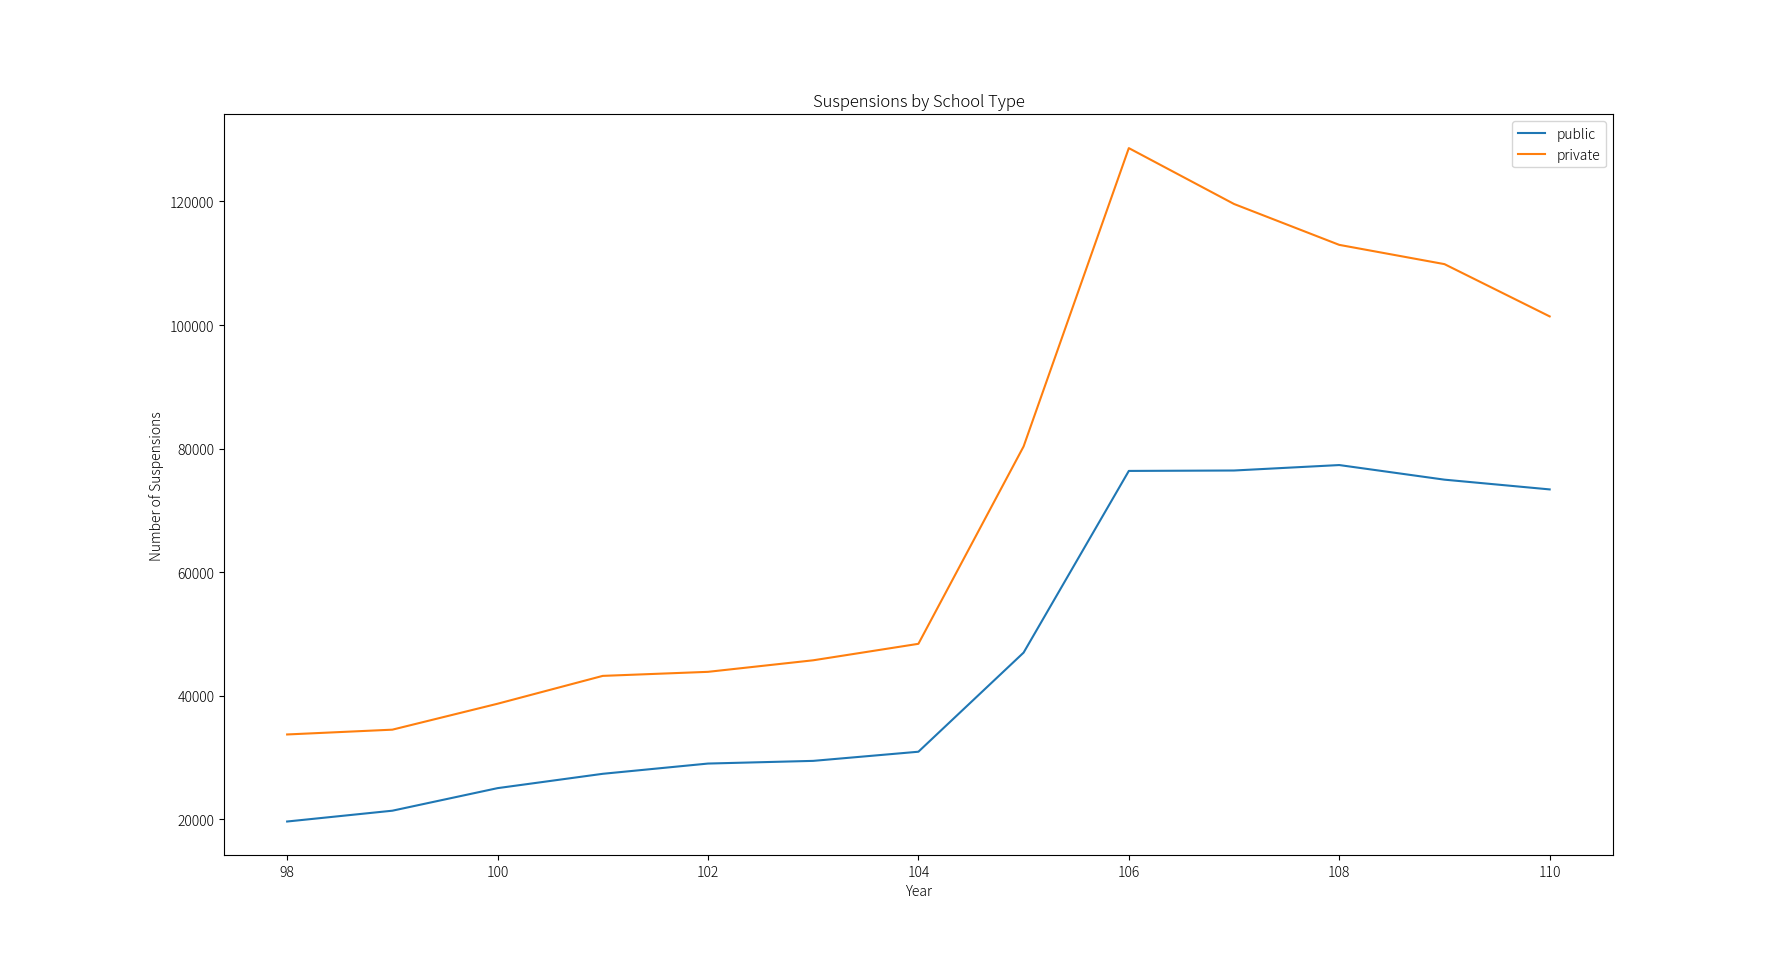 Suspensions by School Type
public
private
120000
100000
80000
60000
40000
20000
Number of Suspensions
98 100 102 104 106 108 110
Year